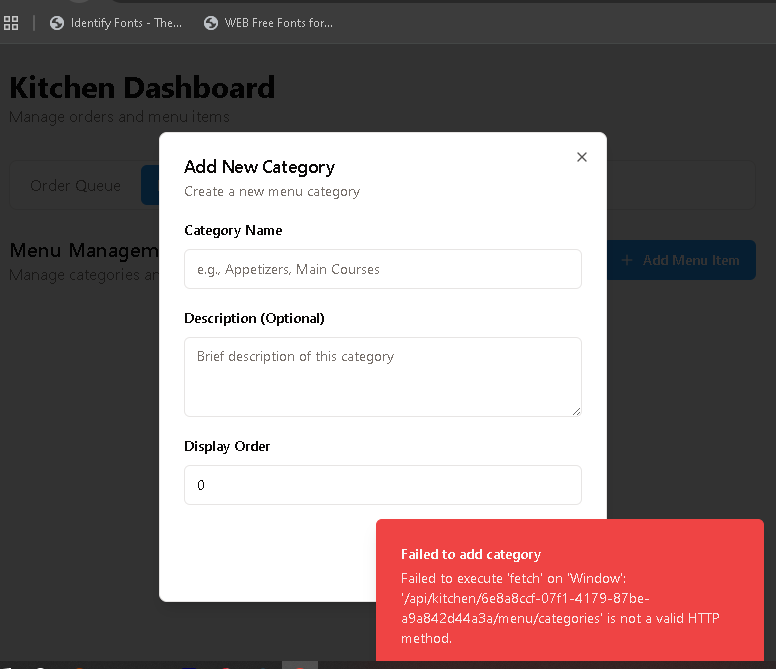 Identify Fonts - The...
WEB Free Fonts for...
Kitchen Dashboard
Manage orders and menu items
Order Queue
Add New Category
Create a new menu category
Menu Managem
Manage categories an
+ Add Menu Item
Category Name
e.g., Appetizers, Main Courses
Description (Optional)
Brief description of this category
Display Order
0
Failed to add category
Failed to execute 'fetch' on 'Window':
'/api/kitchen/6e8a8ccf-07f1-4179-87be-
a9a842d44a3a/menu/categories' is not a valid HTTP
method.